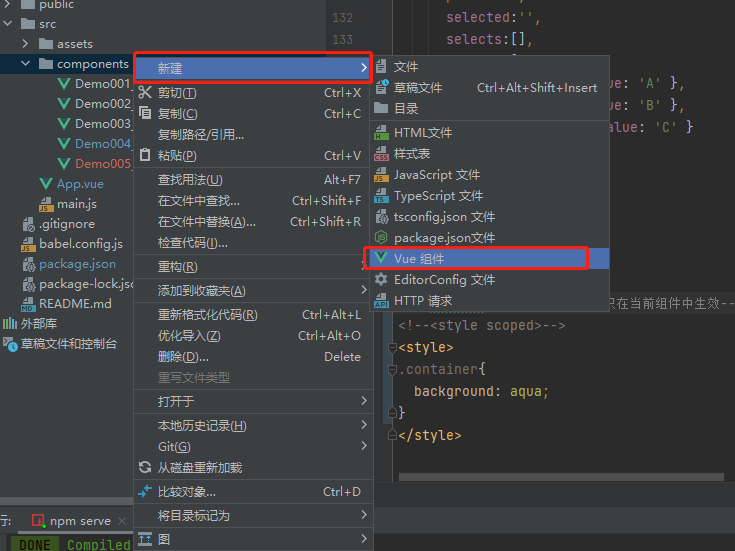 public
src
assets
components
Demo001_
Demo002_
Demo003_
Demo004_
Demo005_
App.vue
main.js
.gitignore
babel.config.js
package.json
package-lock.jsc
README.md
外部库
草稿文件和控制台
新建
剪切(T) Ctrl+X
复制(C) Ctrl+C
复制路径/引用...
粘贴(P) Ctrl+V
查找用法(U) Alt+F7
在文件中查找... Ctrl+Shift+F
在文件中替换(A)... Ctrl+Shift+R
检查代码(I)...
重构(R)
添加到收藏夹(A)
重新格式化代码(R) Ctrl+Alt+L
优化导入(Z) Ctrl+Alt+O
删除(D)... Delete
重写文件类型
打开于
本地历史记录(H)
Git(G)
从磁盘重新加载
比较对象... Ctrl+D
将目录标记为
图
文件
草稿文件 Ctrl+Alt+Shift+Insert
目录
HTML文件
样式表
JavaScript 文件
TypeScript 文件
tsconfig.json 文件
package.json文件
Vue 组件
EditorConfig 文件
HTTP 请求
132 selected:'',
133 selects:[],
ue: 'A' },
ue: 'B' },
alue: 'C' }
只在当前组件中生效--
<!--<style scoped>-->
<style>
.container{
background: aqua;
}
</style>
行: npm serve
DONE Compiled